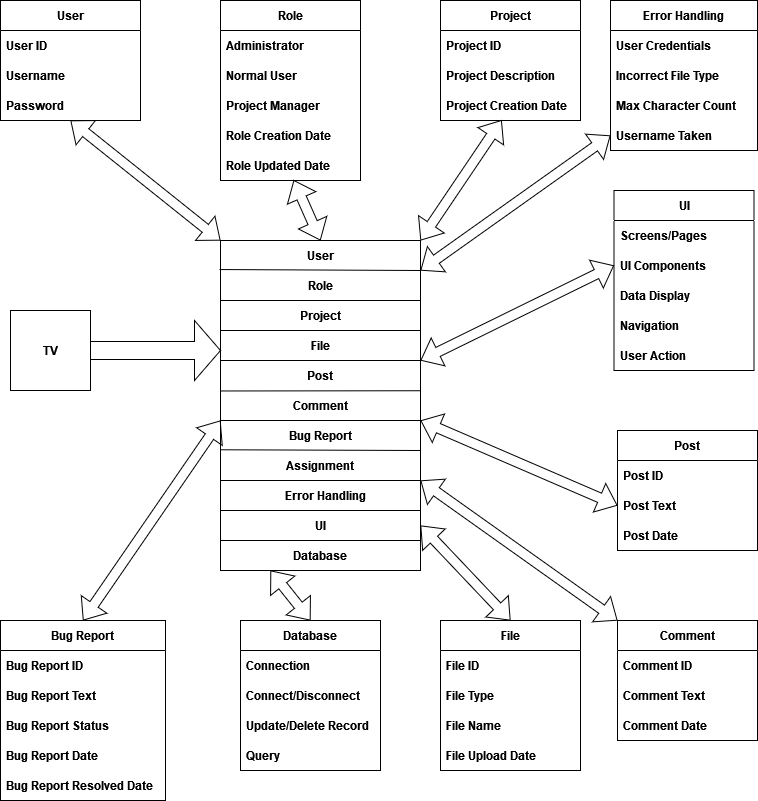 User
User ID
Username
Password
Role
Administrator
Normal User
Project Manager
Role Creation Date
Role Updated Date
Project
Project ID
Project Description
Project Creation Date
Error Handling
User Credentials
Incorrect File Type
Max Character Count
Username Taken
UI
Screens/Pages
UI Components
Data Display
Navigation
User Action
TV
User
Role
Project
File
Post
Comment
Bug Report
Assignment
Error Handling
UI
Database
Post
Post ID
Post Text
Post Date
Bug Report
Bug Report ID
Bug Report Text
Bug Report Status
Bug Report Date
Bug Report Resolved Date
Database
Connection
Connect/Disconnect
Update/Delete Record
Query
File
File ID
File Type
File Name
File Upload Date
Comment
Comment ID
Comment Text
Comment Date